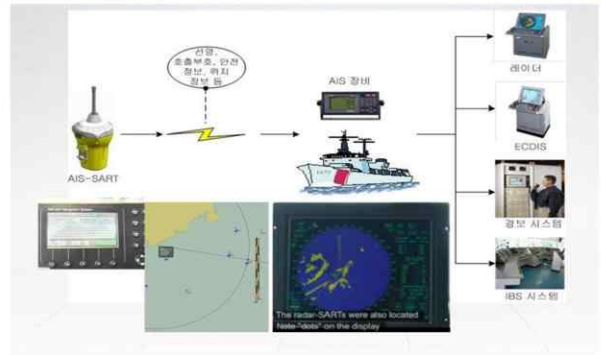 선명,
호출부호, 안전
정보, 위치
정보 등
AIS 장비
레이더
AIS-SART
ECDIS
경보 시스템
IBS 시스템
The radar-SARTs were also located
Note "dots" on the display